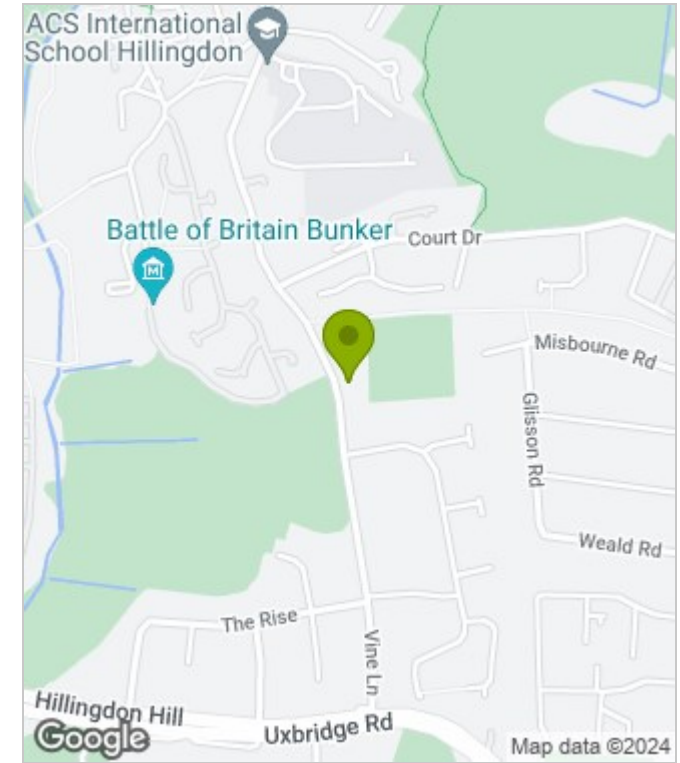 ACS International
School Hillingdon
Battle of Britain Bunker
M
Court Dr
Misbourne Rd
Glisson Rd
Weald Rd
The Rise
Vine Ln
Hillingdon Hill
Uxbridge Rd
Google
Map data ©2024